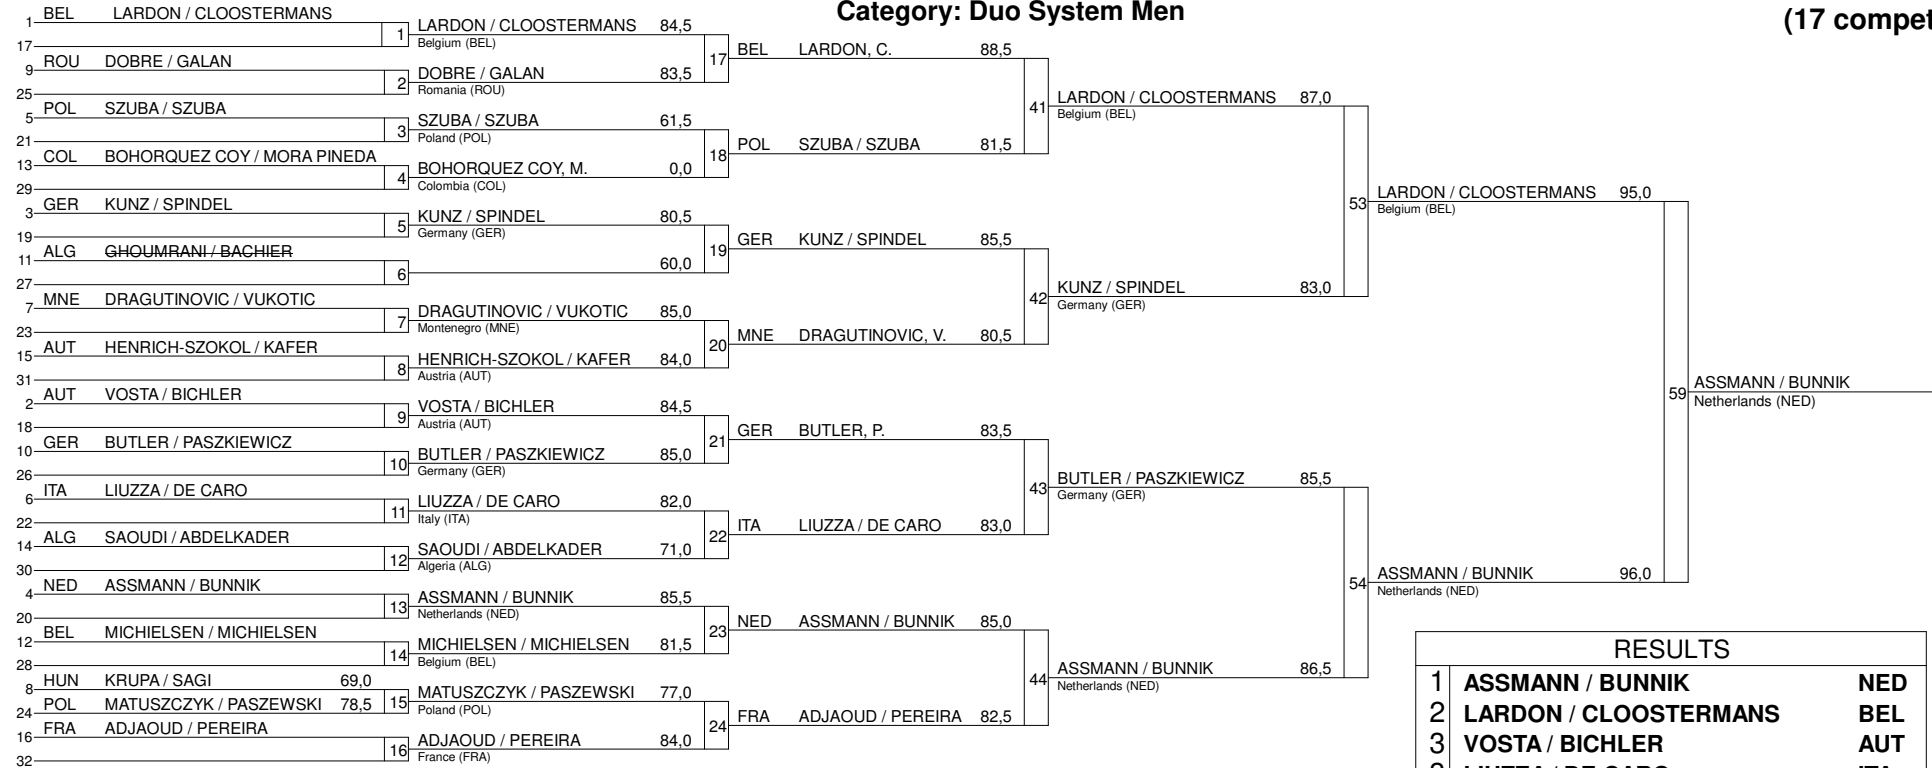 Category: Duo System Men
(17 compet
1 BEL LARDON / CLOOSTERMANS
17
9 ROU DOBRE / GALAN
25
5 POL SZUBA / SZUBA
21
13 COL BOHORQUEZ COY / MORA PINEDA
29
3 GER KUNZ / SPINDEL
19
11 ALG GHOUMRANI / BACHIER
27
7 MNE DRAGUTINOVIC / VUKOTIC
23
15 AUT HENRICH-SZOKOL / KAFER
31
2 AUT VOSTA / BICHLER
18
10 GER BUTLER / PASZKIEWICZ
26
6 ITA LIUZZA / DE CARO
22
14 ALG SAOUDI / ABDELKADER
30
4 NED ASSMANN / BUNNIK
20
12 BEL MICHIELSEN / MICHIELSEN
28
8 HUN KRUPA / SAGI 69,0
24 POL MATUSZCZYK / PASZEWSKI 78,5
16 FRA ADJAOUD / PEREIRA
32
1 LARDON / CLOOSTERMANS 84,5
Belgium (BEL)
2 DOBRE / GALAN 83,5
Romania (ROU)
3 SZUBA / SZUBA 61,5
Poland (POL)
4 BOHORQUEZ COY, M. 0,0
Colombia (COL)
5 KUNZ / SPINDEL 80,5
Germany (GER)
6 60,0
7 DRAGUTINOVIC / VUKOTIC 85,0
Montenegro (MNE)
8 HENRICH-SZOKOL / KAFER 84,0
Austria (AUT)
9 VOSTA / BICHLER 84,5
Austria (AUT)
10 BUTLER / PASZKIEWICZ 85,0
Germany (GER)
11 LIUZZA / DE CARO 82,0
Italy (ITA)
12 SAOUDI / ABDELKADER 71,0
Algeria (ALG)
13 ASSMANN / BUNNIK 85,5
Netherlands (NED)
14 MICHIELSEN / MICHIELSEN 81,5
Belgium (BEL)
15 MATUSZCZYK / PASZEWSKI 77,0
Poland (POL)
16 ADJAOUD / PEREIRA 84,0
France (FRA)
17 BEL LARDON, C. 88,5
18 POL SZUBA / SZUBA 81,5
19 GER KUNZ / SPINDEL 85,5
20 MNE DRAGUTINOVIC, V. 80,5
21 GER BUTLER, P. 83,5
22 ITA LIUZZA / DE CARO 83,0
23 NED ASSMANN / BUNNIK 85,0
24 FRA ADJAOUD / PEREIRA 82,5
41 LARDON / CLOOSTERMANS 87,0
Belgium (BEL)
42 KUNZ / SPINDEL 83,0
Germany (GER)
43 BUTLER / PASZKIEWICZ 85,5
Germany (GER)
44 ASSMANN / BUNNIK 86,5
Netherlands (NED)
53 LARDON / CLOOSTERMANS 95,0
Belgium (BEL)
54 ASSMANN / BUNNIK 96,0
Netherlands (NED)
59 ASSMANN / BUNNIK
Netherlands (NED)
RESULTS
1 ASSMANN / BUNNIK NED
2 LARDON / CLOOSTERMANS BEL
3 VOSTA / BICHLER AUT